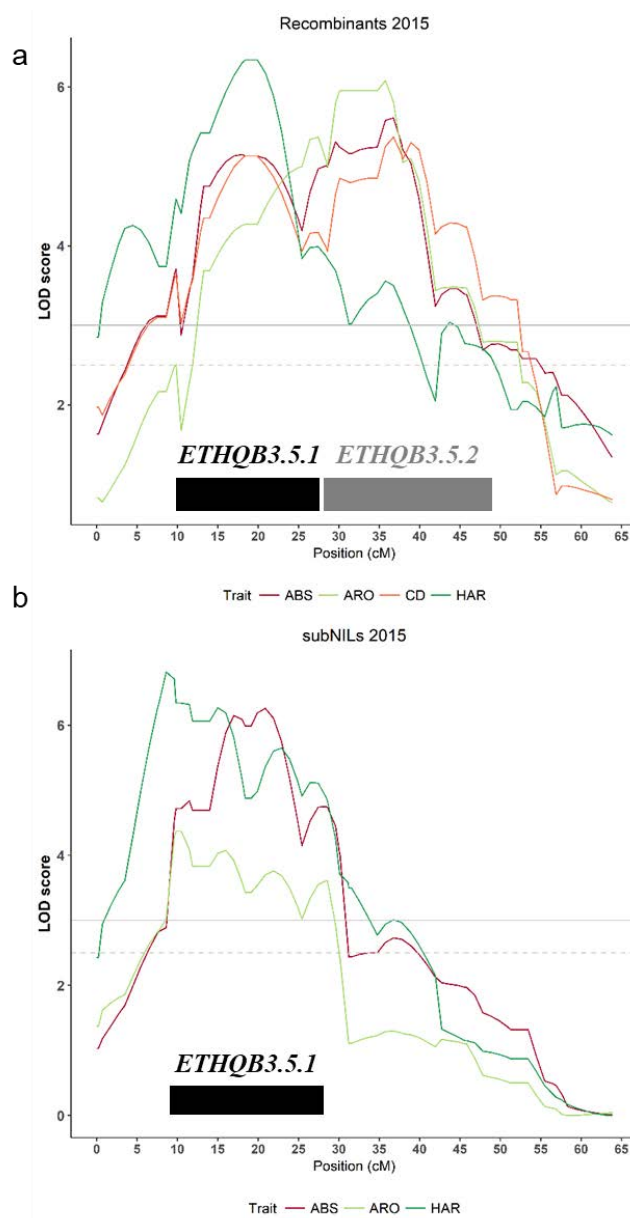 a
Recombinants 2015
LOD score
6
4
2
ETHQB3.5.1 ETHQB3.5.2
0 5 10 15 20 25 30 35 40 45 50 55 60 65
Position (cM)
Trait ABS ARO CD HAR
b
subNILs 2015
LOD score
6
4
2
0
ETHQB3.5.1
0 5 10 15 20 25 30 35 40 45 50 55 60 65
Position (cM)
Trait ABS ARO HAR